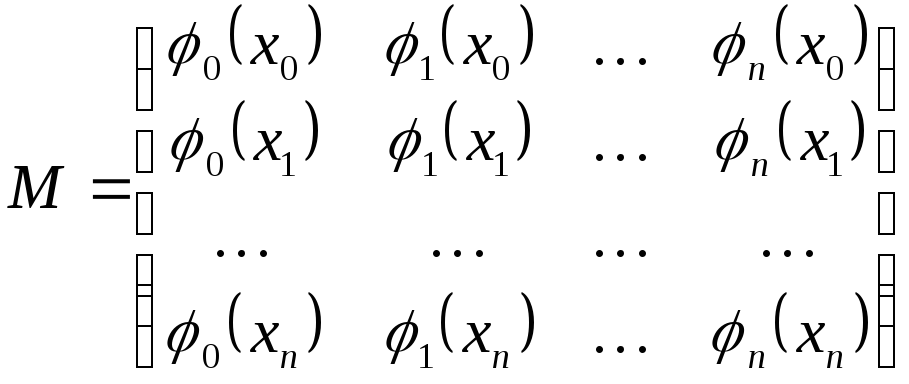 ϕ₀(x₀) ϕ₁(x₀) … ϕₙ(x₀)
ϕ₀(x₁) ϕ₁(x₁) … ϕₙ(x₁)
M =
… … … …
ϕ₀(xₙ) ϕ₁(xₙ) … ϕₙ(xₙ)